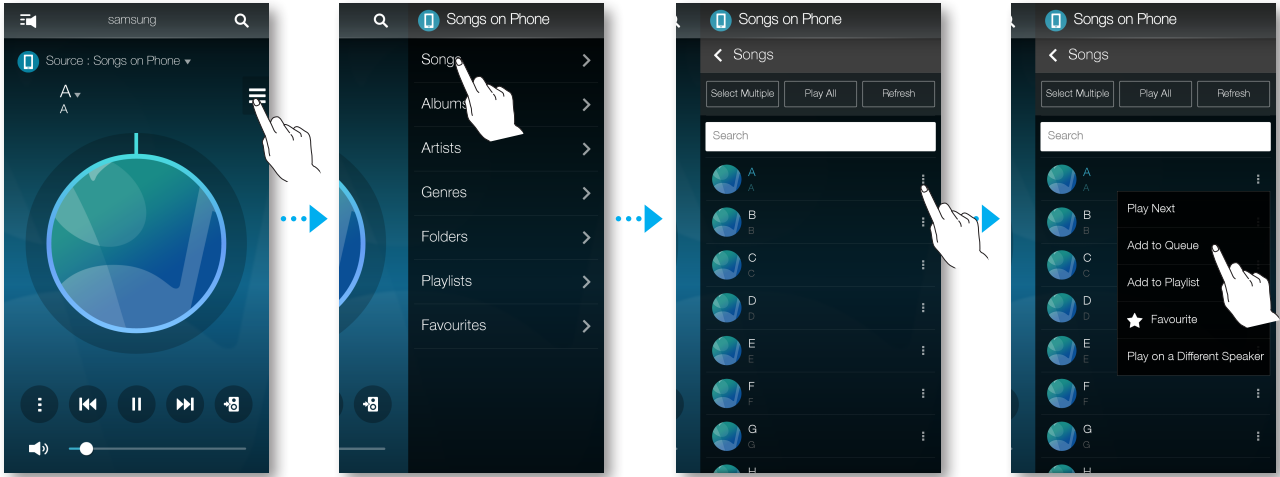 samsung
Source : Songs on Phone
A
A
Songs on Phone
Songs
Albums
Artists
Genres
Folders
Playlists
Favourites
Songs on Phone
Songs
Select Multiple Play All Refresh
Search
A
A
B
B
C
C
D
D
E
E
F
F
G
G
H
Songs on Phone
Songs
Select Multiple Play All Refresh
Search
A
A
B
B
C
C
D
D
E
E
F
F
G
G
H
Play Next
Add to Queue
Add to Playlist
Favourite
Play on a Different Speaker